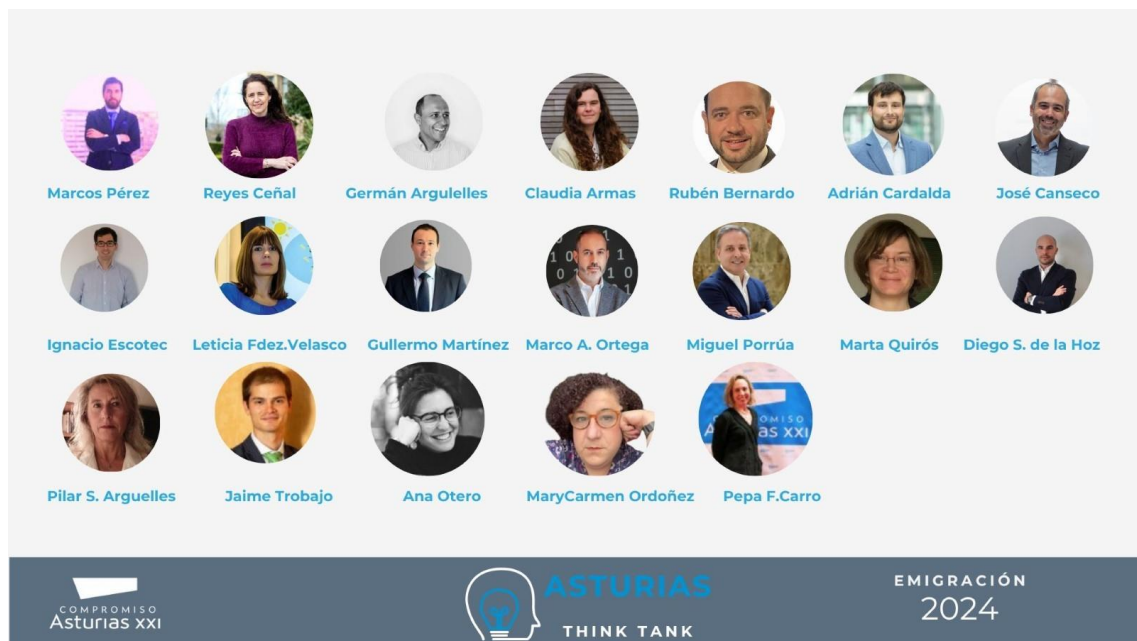 Marcos Pérez
Reyes Ceñal
Germán Argulelles
Claudia Armas
Rubén Bernardo
Adrián Cardalda
José Canseco
Ignacio Escotec
Leticia Fdez.Velasco
Gullermo Martínez
Marco A. Ortega
Miguel Porrúa
Marta Quirós
Diego S. de la Hoz
Pilar S. Arguelles
Jaime Trobajo
Ana Otero
MaryCarmen Ordoñez
Pepa F.Carro
COMPROMISO
Asturias XXI
ASTURIAS
THINK TANK
EMIGRACIÓN
2024